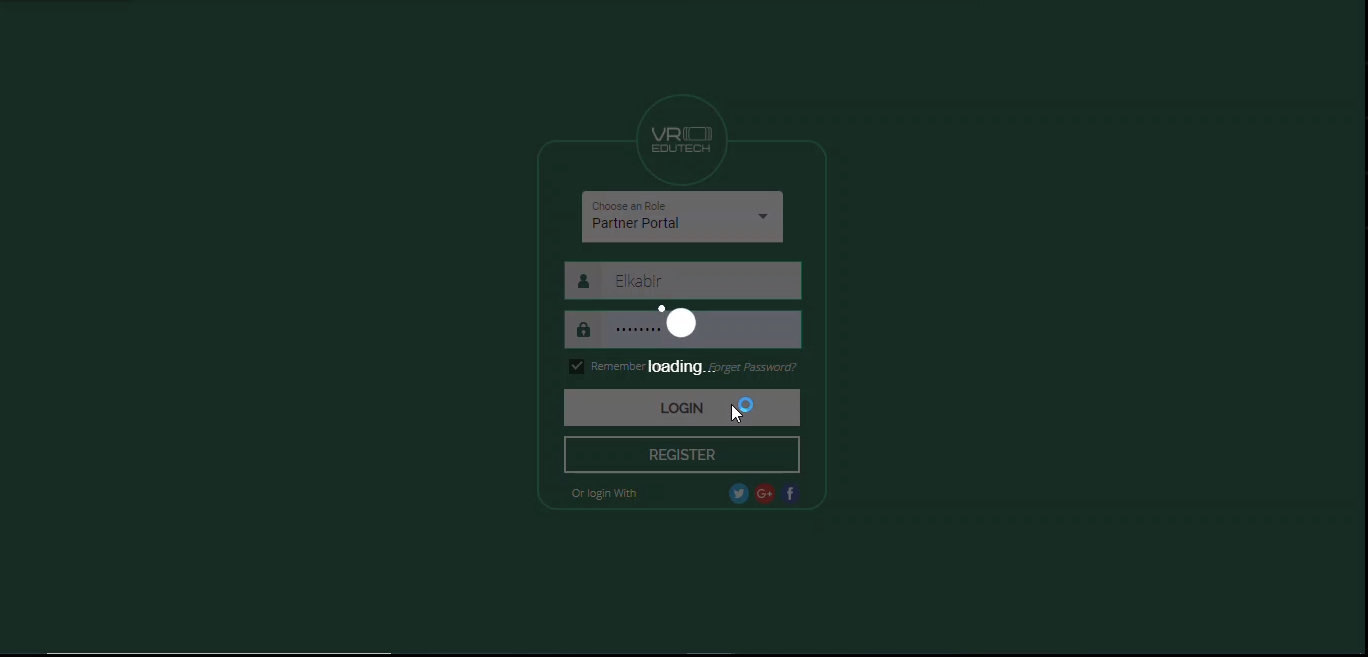 VR
EDUTECH
Choose an Role
Partner Portal
Elkabir
Remember
loading...
Forget Password?
LOGIN
REGISTER
Or login With
G+
f